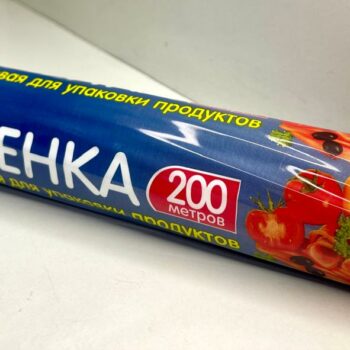 вая для упаковки продуктов
ЕНКА
200
метров
я для упаковки продуктов